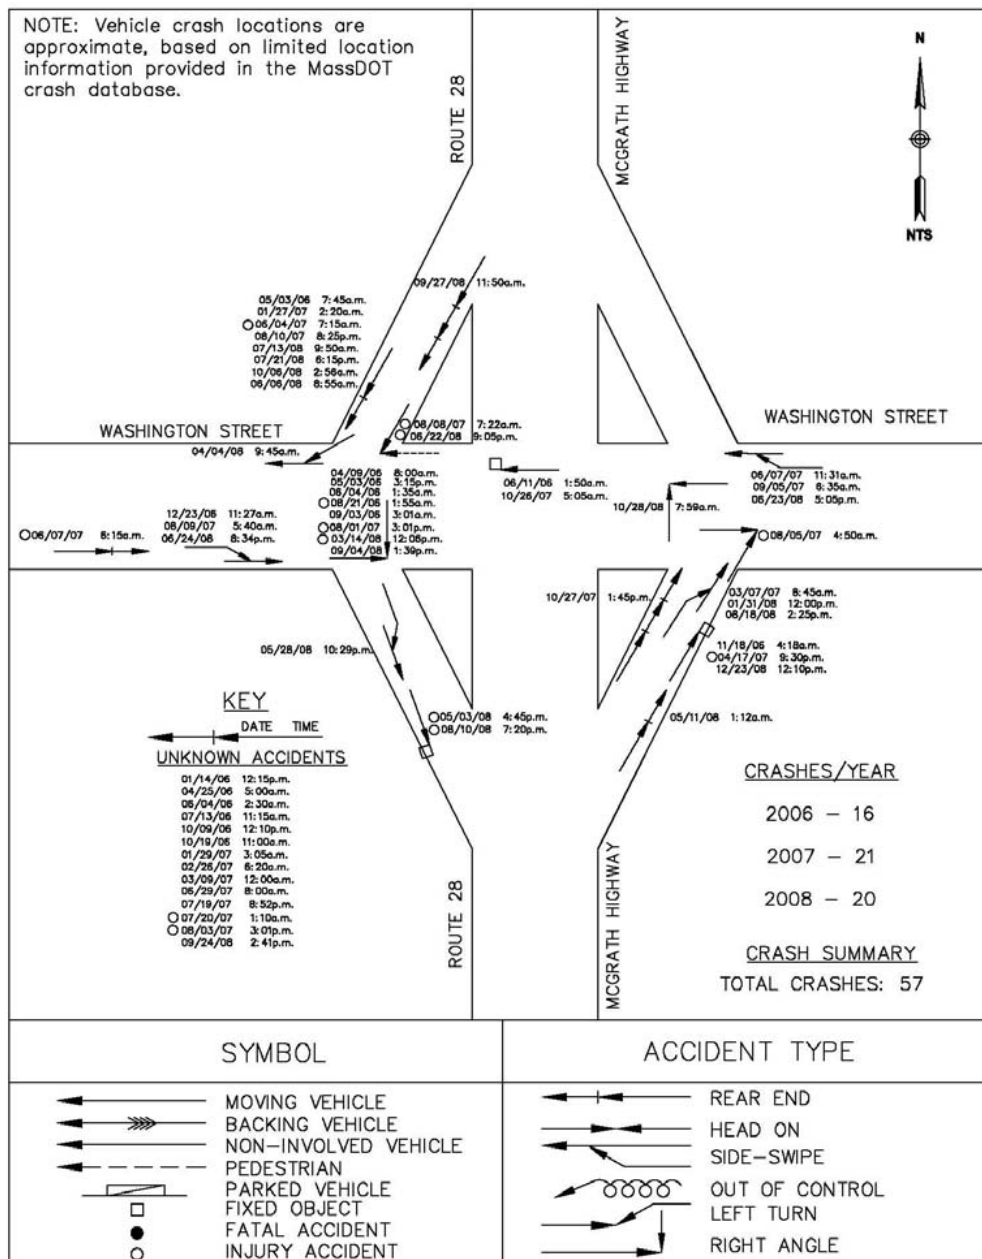 NOTE: Vehicle crash locations are
approximate, based on limited location
information provided in the MassDOT
crash database.
ROUTE 28
MCGRATH HIGHWAY
N
NTS
09/27/08 11:50a.m.
05/03/06 7:45a.m.
01/27/07 2:20a.m.
06/04/07 7:15a.m.
08/10/07 8:25p.m.
07/13/08 9:50a.m.
07/21/08 6:15p.m.
10/06/08 2:56a.m.
06/06/08 8:55a.m.
WASHINGTON STREET
WASHINGTON STREET
04/04/08 9:45a.m.
08/08/07 7:22a.m.
06/22/08 9:05p.m.
04/09/06 8:00a.m.
05/03/06 3:15p.m.
06/04/06 1:35a.m.
08/21/06 1:55a.m.
09/03/06 3:01a.m.
08/01/07 3:01p.m.
03/14/08 12:06p.m.
09/04/08 1:39p.m.
06/11/06 1:50a.m.
10/26/07 5:05a.m.
06/07/07 11:31a.m.
09/05/07 6:35a.m.
06/23/08 5:05p.m.
10/28/08 7:59a.m.
12/23/06 11:27a.m.
08/09/07 5:40a.m.
06/24/08 8:34p.m.
06/07/07 6:15a.m.
08/05/07 4:50a.m.
10/27/07 1:45p.m.
03/07/07 8:45a.m.
01/31/08 12:00p.m.
06/18/08 2:25p.m.
11/18/06 4:18a.m.
04/17/07 9:30p.m.
12/23/08 12:10p.m.
05/28/08 10:29p.m.
05/03/08 4:45p.m.
08/10/08 7:20p.m.
05/11/08 1:12a.m.
KEY
DATE TIME
UNKNOWN ACCIDENTS
01/14/06 12:15p.m.
04/25/06 5:00a.m.
06/04/06 2:30a.m.
07/13/06 11:15a.m.
10/09/06 12:10p.m.
10/19/06 11:00a.m.
01/29/07 3:05a.m.
02/26/07 6:20a.m.
03/09/07 12:00a.m.
06/29/07 8:00a.m.
07/19/07 8:52p.m.
07/20/07 1:10a.m.
08/03/07 3:01p.m.
09/24/08 2:41p.m.
CRASHES/YEAR
2006 – 16
2007 – 21
2008 – 20
CRASH SUMMARY
TOTAL CRASHES: 57
ROUTE 28
MCGRATH HIGHWAY
SYMBOL
MOVING VEHICLE
BACKING VEHICLE
NON–INVOLVED VEHICLE
PEDESTRIAN
PARKED VEHICLE
FIXED OBJECT
FATAL ACCIDENT
INJURY ACCIDENT
ACCIDENT TYPE
REAR END
HEAD ON
SIDE–SWIPE
OUT OF CONTROL
LEFT TURN
RIGHT ANGLE